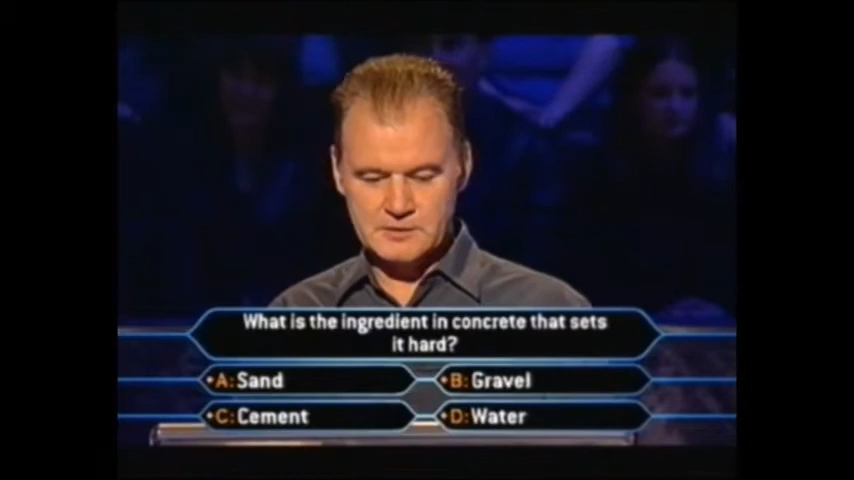 What is the ingredient in concrete that sets
it hard?
A: Sand
B: Gravel
C: Cement
D: Water